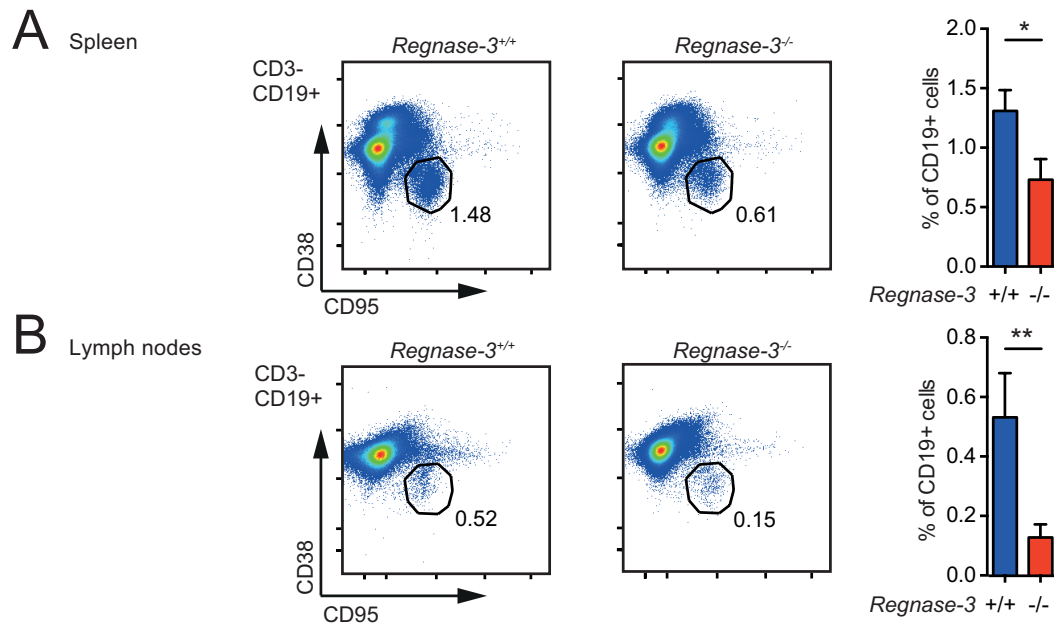 A Spleen
Regnase-3+/+
Regnase-3-/-
CD3-
CD19+
1.48
0.61
CD38
CD95
*
2.0
1.5
1.0
0.5
0.0
% of CD19+ cells
Regnase-3 +/+ -/-
B Lymph nodes
Regnase-3+/+
Regnase-3-/-
CD3-
CD19+
0.52
0.15
CD38
CD95
**
0.8
0.6
0.4
0.2
0.0
% of CD19+ cells
Regnase-3 +/+ -/-